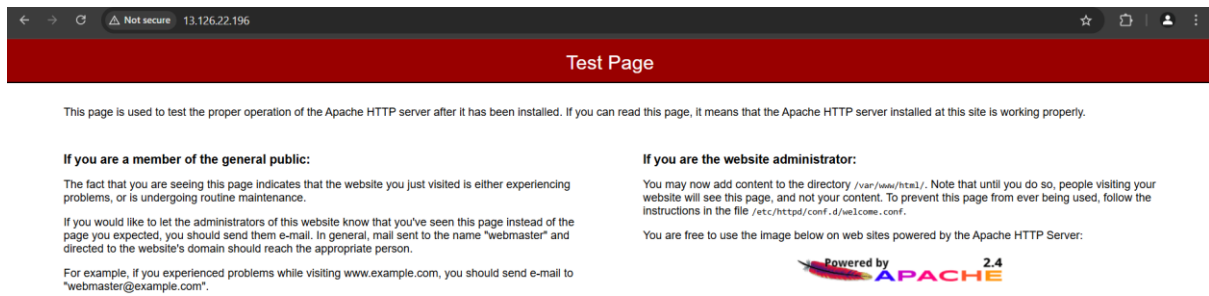 Not secure 13.126.22.196
Test Page
This page is used to test the proper operation of the Apache HTTP server after it has been installed. If you can read this page, it means that the Apache HTTP server installed at this site is working properly.
If you are a member of the general public:
The fact that you are seeing this page indicates that the website you just visited is either experiencing
problems, or is undergoing routine maintenance.
If you would like to let the administrators of this website know that you've seen this page instead of the
page you expected, you should send them e-mail. In general, mail sent to the name "webmaster" and
directed to the website's domain should reach the appropriate person.
For example, if you experienced problems while visiting www.example.com, you should send e-mail to
"webmaster@example.com".
If you are the website administrator:
You may now add content to the directory /var/www/html/. Note that until you do so, people visiting your
website will see this page, and not your content. To prevent this page from ever being used, follow the
instructions in the file /etc/httpd/conf.d/welcome.conf.
You are free to use the image below on web sites powered by the Apache HTTP Server:
Powered by 2.4
APACHE